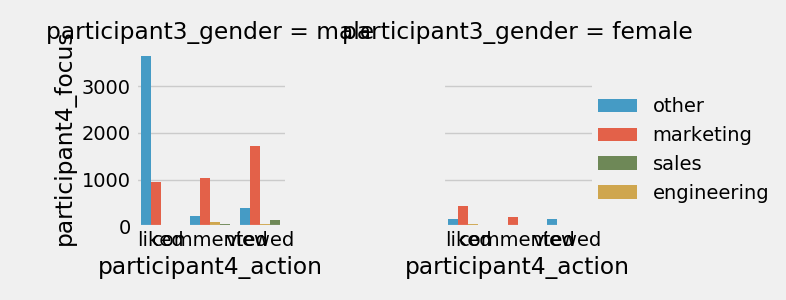 participant3_gender = male
participant3_gender = female
participant4_focus
3000
2000
1000
0
liked
commented
viewed
participant4_action
liked
commented
viewed
participant4_action
other
marketing
sales
engineering